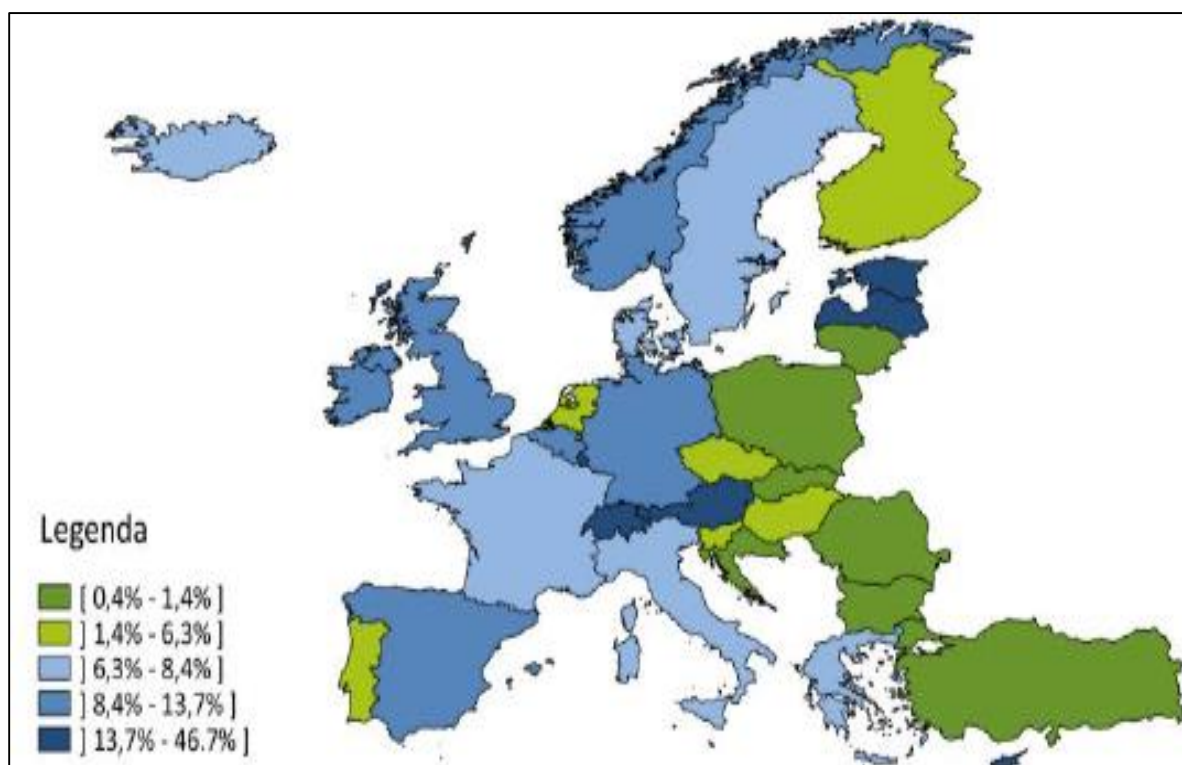 Legenda
[ 0,4% - 1,4% ]
] 1,4% - 6,3% ]
] 6,3% - 8,4% ]
] 8,4% - 13,7% ]
] 13,7% - 46.7% ]